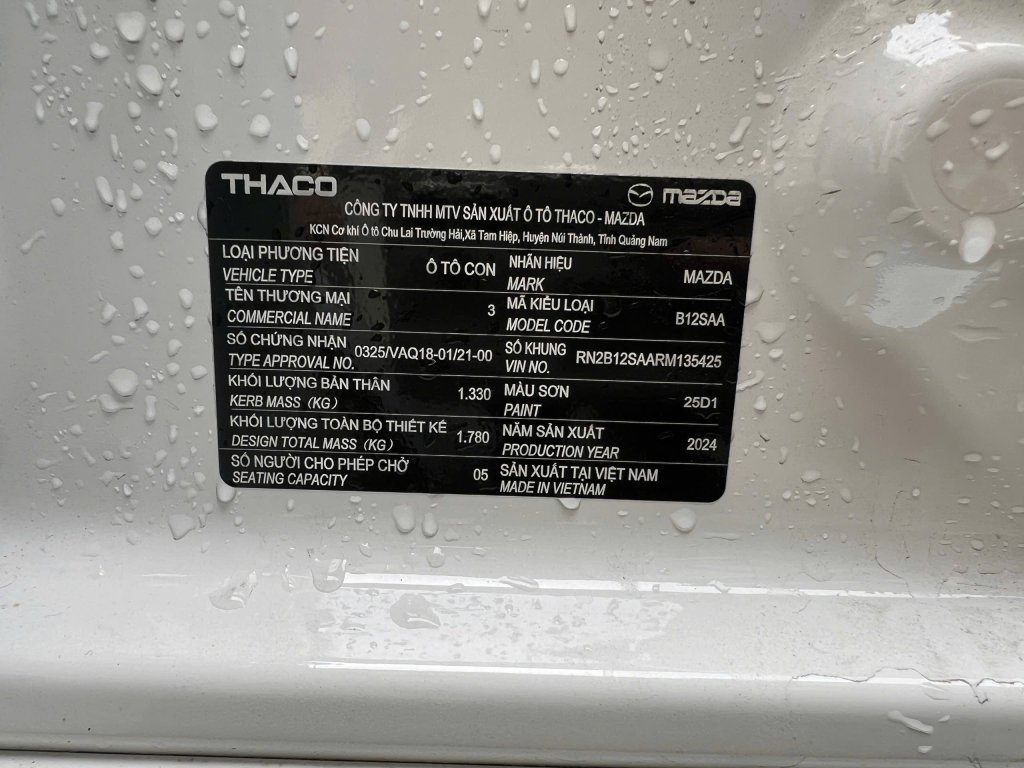 THACO mazda
CÔNG TY TNHH MTV SẢN XUẤT Ô TÔ THACO - MAZDA
KCN Cơ khí Ô tô Chu Lai Trường Hải,Xã Tam Hiệp, Huyện Núi Thành, Tỉnh Quảng Nam
LOẠI PHƯƠNG TIỆN
VEHICLE TYPE
Ô TÔ CON
NHÃN HIỆU
MARK
MAZDA
TÊN THƯƠNG MẠI
COMMERCIAL NAME
3
MÃ KIỂU LOẠI
MODEL CODE
B12SAA
SỐ CHỨNG NHẬN
TYPE APPROVAL NO.
0325/VAQ18-01/21-00
SỐ KHUNG
VIN NO.
RN2B12SAARM135425
KHỐI LƯỢNG BẢN THÂN
KERB MASS (KG)
1.330
MÀU SƠN
PAINT
25D1
KHỐI LƯỢNG TOÀN BỘ THIẾT KẾ
DESIGN TOTAL MASS (KG)
1.780
NĂM SẢN XUẤT
PRODUCTION YEAR
2024
SỐ NGƯỜI CHO PHÉP CHỞ
SEATING CAPACITY
05
SẢN XUẤT TẠI VIỆT NAM
MADE IN VIETNAM